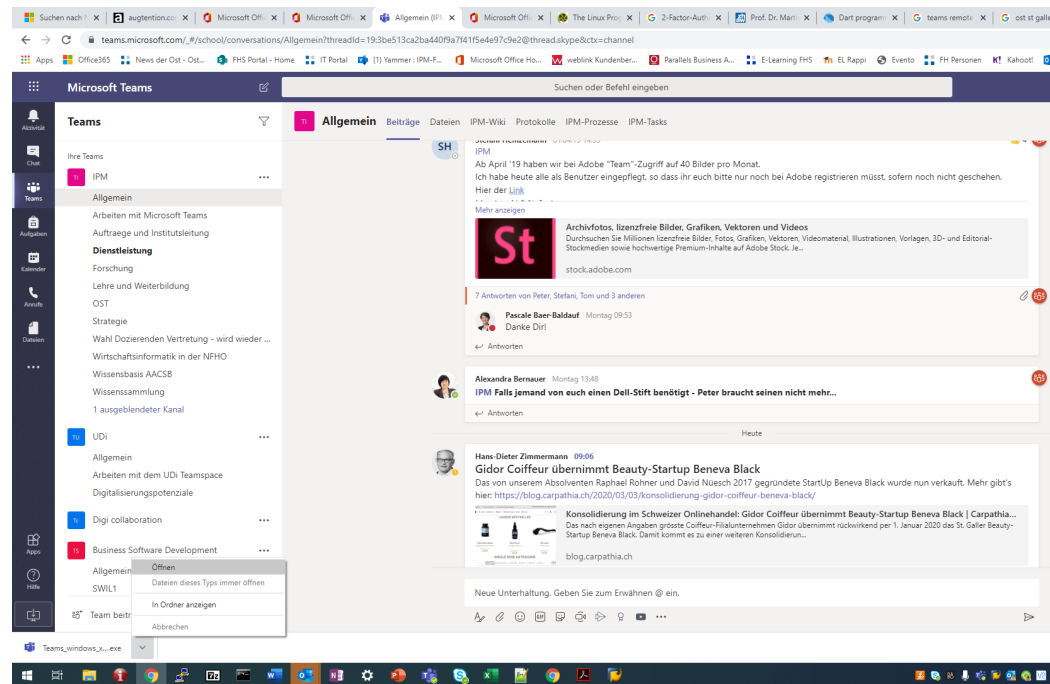 Suchen nach N
augtention.co
Microsoft Offi
Microsoft Offi
Allgemein (IP
Microsoft Offi
The Linux Proj
2-Factor-Auth
Prof. Dr. Marti
Dart program
teams remote
ost st galle
teams.microsoft.com/_#/school/conversations/Allgemein?threadId=19:3be513ca2ba440f9a7f41f5e4e97c9e2@thread.skype&ctx=channel
Apps Office365 News der Ost - Ost... FHS Portal - Home IT Portal (1) Yammer : IPM-F... Microsoft Office Ho... weblink Kundenber... Parallels Business A... E-Learning FHS EL Rappi Evento FH Personen Kahoot!
Microsoft Teams
Suchen oder Befehl eingeben
Aktivität
Chat
Teams
Aufgaben
Kalender
Anrufe
Dateien
Apps
Hilfe
Teams
Ihre Teams
TI IPM
Allgemein
Arbeiten mit Microsoft Teams
Auftraege und Institutsleitung
Dienstleistung
Forschung
Lehre und Weiterbildung
OST
Strategie
Wahl Dozierenden Vertretung - wird wieder ...
Wirtschaftsinformatik in der NFHO
Wissensbasis AACSB
Wissenssammlung
1 ausgeblendeter Kanal
TU UDi
Allgemein
Arbeiten mit dem UDi Teamspace
Digitalisierungspotenziale
Digi collaboration
TS Business Software Development
Allgemein
SWIL1
Team beitr
Öffnen
Dateien dieses Typs immer öffnen
In Ordner anzeigen
Abbrechen
TI Allgemein Beiträge Dateien IPM-Wiki Protokolle IPM-Prozesse IPM-Tasks
SH
IPM
Ab April '19 haben wir bei Adobe "Team"-Zugriff auf 40 Bilder pro Monat.
Ich habe heute alle als Benutzer eingepflegt, so dass ihr euch bitte nur noch bei Adobe registrieren müsst, sofern noch nicht geschehen.
Hier der Link
Mehr anzeigen
St
Archivfotos, lizenzfreie Bilder, Grafiken, Vektoren und Videos
Durchsuchen Sie Millionen lizenzfreie Bilder, Fotos, Grafiken, Vektoren, Videomaterial, Illustrationen, Vorlagen, 3D- und Editorial-
Stockmedien sowie hochwertige Premium-Inhalte auf Adobe Stock. Je...
stock.adobe.com
7 Antworten von Peter, Stefani, Tom und 3 anderen
Pascale Baer-Baldauf Montag 09:53
Danke Dir!
Antworten
Alexandra Bernauer Montag 13:48
IPM Falls jemand von euch einen Dell-Stift benötigt - Peter braucht seinen nicht mehr...
Antworten
Heute
Hans-Dieter Zimmermann 09:06
Gidor Coiffeur übernimmt Beauty-Startup Beneva Black
Das von unserem Absolventen Raphael Rohner und David Nüesch 2017 gegründete StartUp Beneva Black wurde nun verkauft. Mehr gibt's
hier: https://blog.carpathia.ch/2020/03/03/konsolidierung-gidor-coiffeur-beneva-black/
Konsolidierung im Schweizer Onlinehandel: Gidor Coiffeur übernimmt Beauty-Startup Beneva Black | Carpathia...
Das nach eigenen Angaben grösste Coiffeur-Filialunternehmen Gidor übernimmt rückwirkend per 1. Januar 2020 das St. Galler Beauty-
Startup Beneva Black. Damit kommt es zu einer weiteren Konsolidierun...
blog.carpathia.ch
Neue Unterhaltung. Geben Sie zum Erwähnen @ ein.
GIF
Teams_windows_x....exe